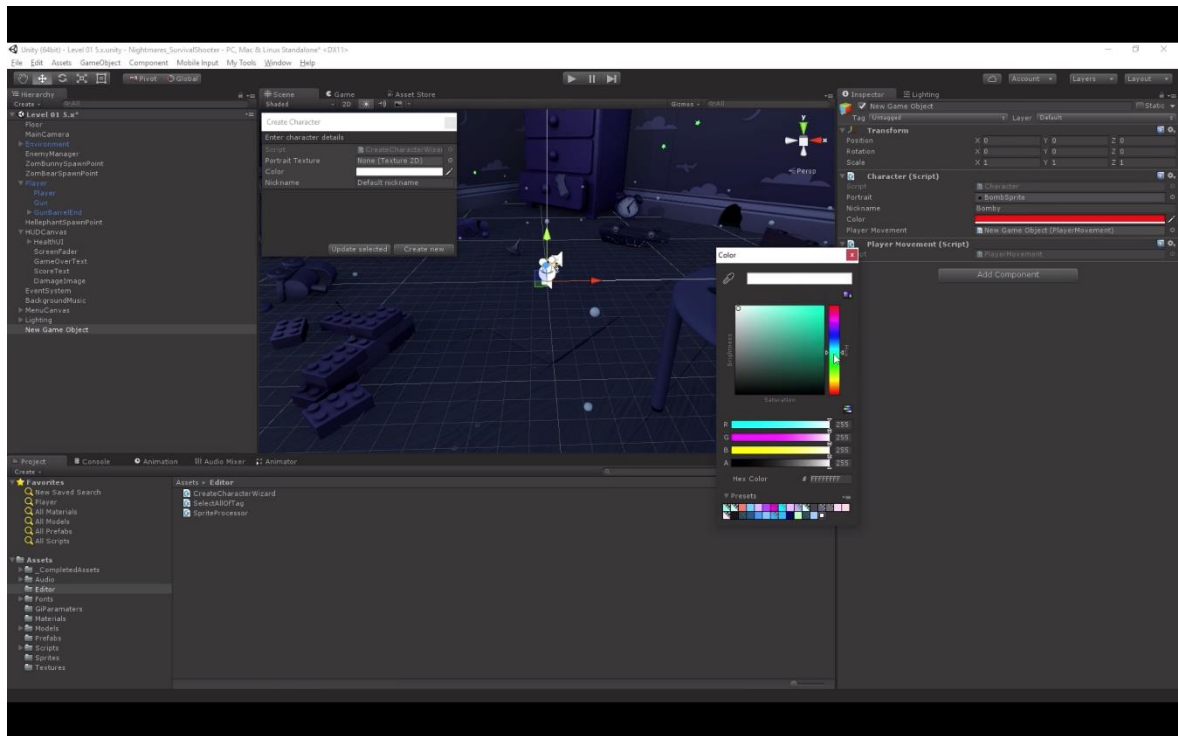 Unity (64bit) - Level 01 5.x.unity - Nightmares_SurvivalShooter - PC, Mac & Linux Standalone* <DX11>
File Edit Assets GameObject Component Mobile Input My Tools Window Help
Pivot Global Account Layers Layout
Hierarchy
Create All
Level 01 5.x*
Floor
MainCamera
Environment
EnemyManager
ZomBunnySpawnPoint
ZomBearSpawnPoint
Player
Player
Gun
GunBarrelEnd
HellephantSpawnPoint
HUDCanvas
HealthUI
ScreenFader
GameOverText
ScoreText
DamageImage
EventSystem
BackgroundMusic
MenuCanvas
Lighting
New Game Object
Scene Game Asset Store
Shaded 2D Gizmos All
y
x
Persp
Create Character
Enter character details
Script CreateCharacterWizar
Portrait Texture None (Texture 2D)
Color
Nickname Default nickname
Update selected Create new
Color
Brightness
Hue
Saturation
R 255
G 255
B 255
A 255
Hex Color # FFFFFFFF
Presets
Inspector Lighting
New Game Object Static
Tag Untagged Layer Default
Transform
Position X 0 Y 0 Z 0
Rotation X 0 Y 0 Z 0
Scale X 1 Y 1 Z 1
Character (Script)
Script Character
Portrait BombSprite
Nickname Bomby
Color
Player Movement New Game Object (PlayerMovement)
Player Movement (Script)
PlayerMovement
Add Component
Project Console Animation Audio Mixer Animator
Create
Favorites
New Saved Search
Player
All Materials
All Models
All Prefabs
All Scripts
Assets
_CompletedAssets
Audio
Editor
Fonts
GiParamaters
Materials
Models
Prefabs
Scripts
Sprites
Textures
Assets Editor
CreateCharacterWizard
SelectAllOfTag
SpriteProcessor